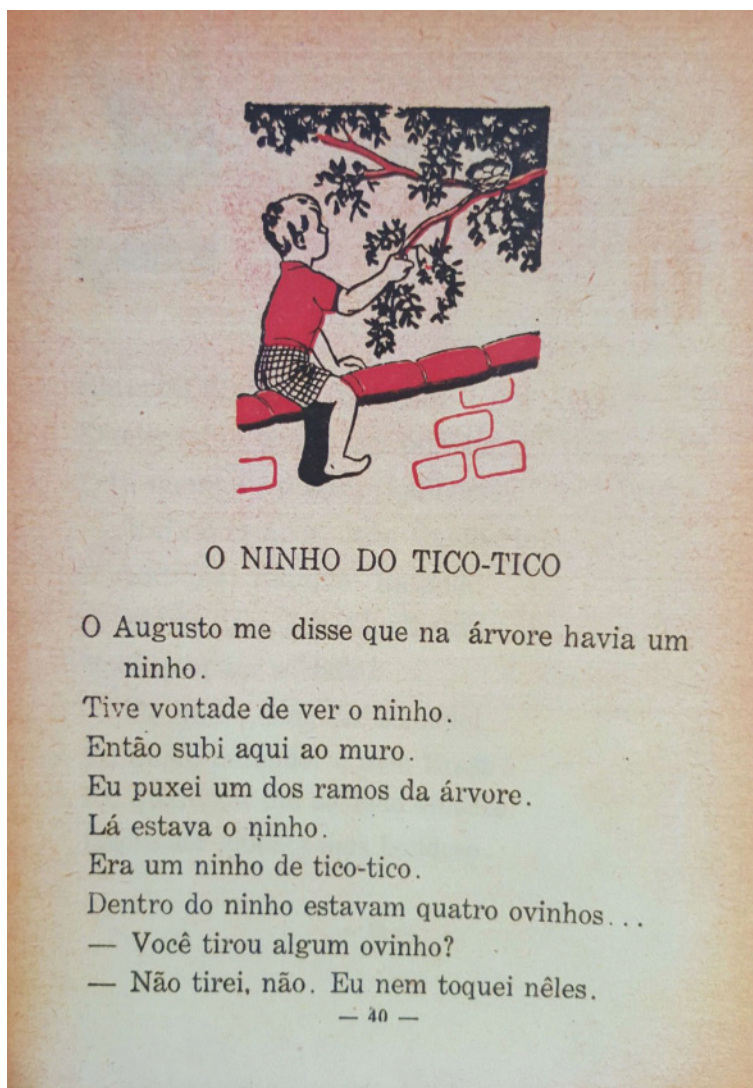 O NINHO DO TICO-TICO
O Augusto me disse que na árvore havia um
ninho.
Tive vontade de ver o ninho.
Então subi aqui ao muro.
Eu puxei um dos ramos da árvore.
Lá estava o ninho.
Era um ninho de tico-tico.
Dentro do ninho estavam quatro ovinhos...
— Você tirou algum ovinho?
— Não tirei, não. Eu nem toquei nêles.
— 40 —